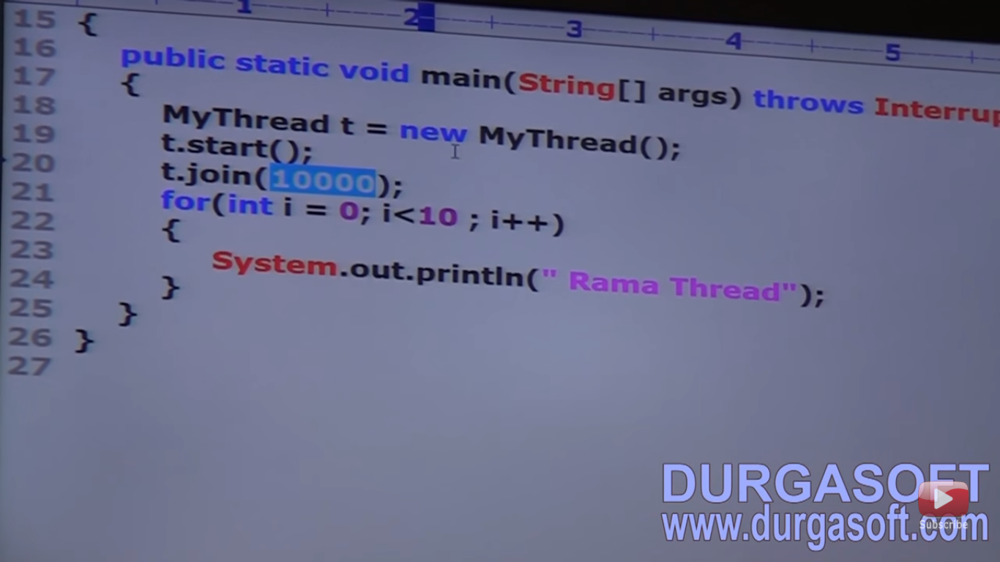 1 2 3 4 5
15 {
16 public static void main(String[] args) throws Interrup
17 {
18 MyThread t = new MyThread();
19 t.start();
20 t.join(10000);
21 for(int i = 0; i<10 ; i++)
22 {
23 System.out.println(" Rama Thread");
24 }
25 }
26 }
27
DURGASOFT
www.durgasoft.com
Subscribe